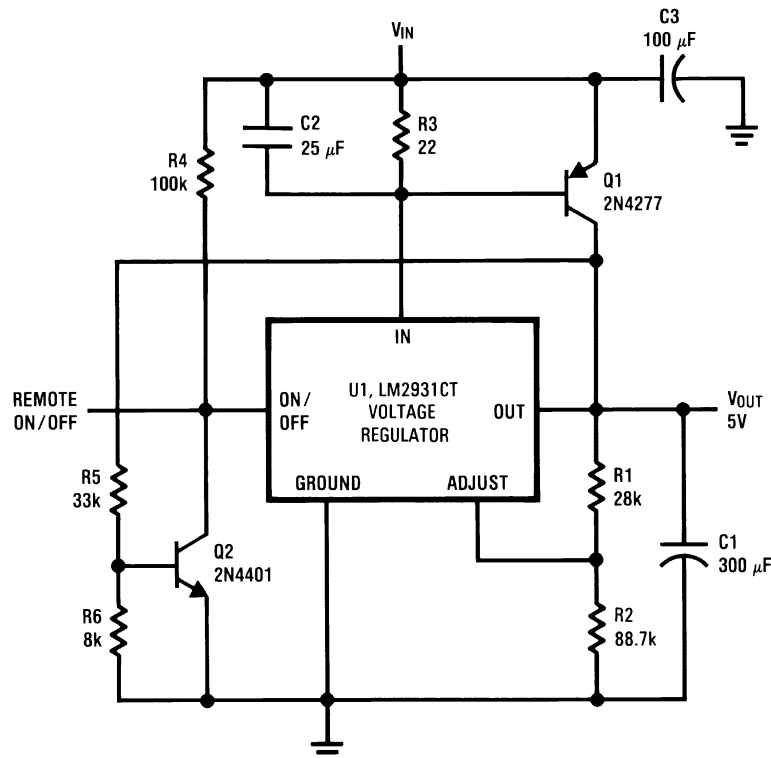 C3
100 μF
VIN
C2
25 μF
R3
22
R4
100k
Q1
2N4277
IN
U1, LM2931CT
VOLTAGE
REGULATOR
REMOTE
ON/OFF
ON/
OFF
OUT
VOUT
5V
GROUND
ADJUST
R5
33k
R1
28k
Q2
2N4401
C1
300 μF
R6
8k
R2
88.7k